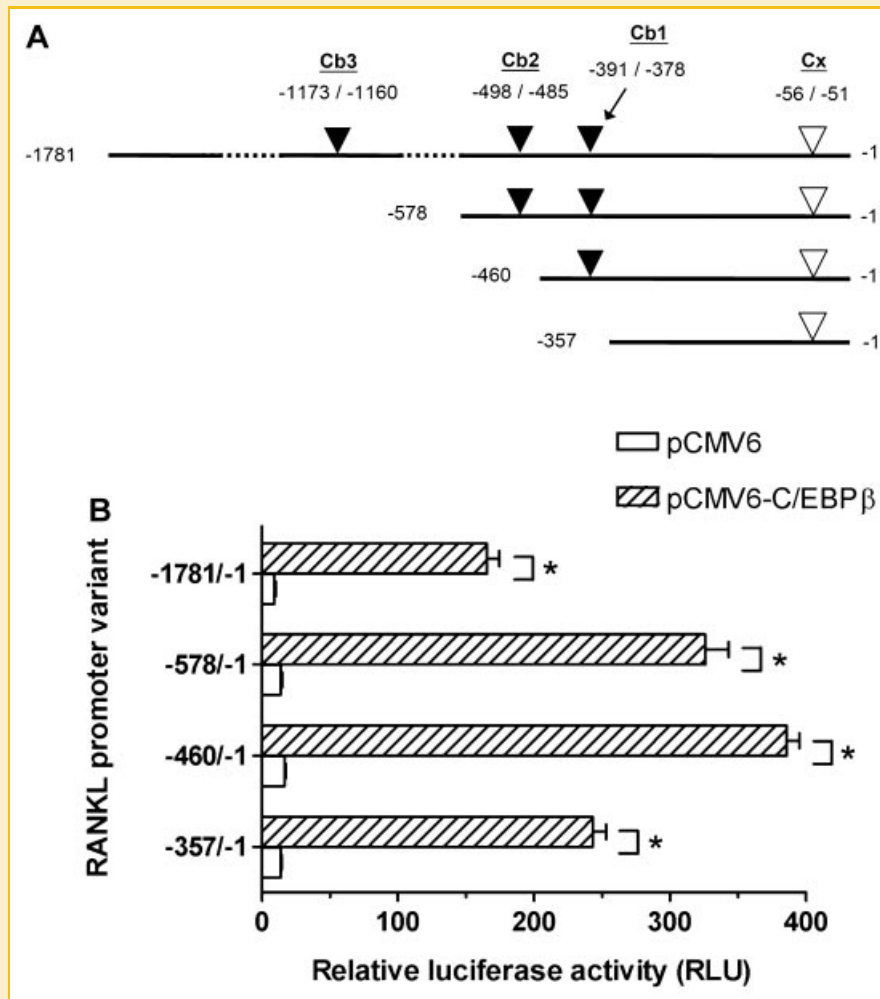 A
Cb3
-1173 / -1160
Cb2
-498 / -485
Cb1
-391 / -378
Cx
-56 / -51
-1781
-1
-578
-1
-460
-1
-357
-1
pCMV6
pCMV6-C/EBPβ
B
RANKL promoter variant
-1781/-1
*
-578/-1
*
-460/-1
*
-357/-1
*
0
100
200
300
400
Relative luciferase activity (RLU)